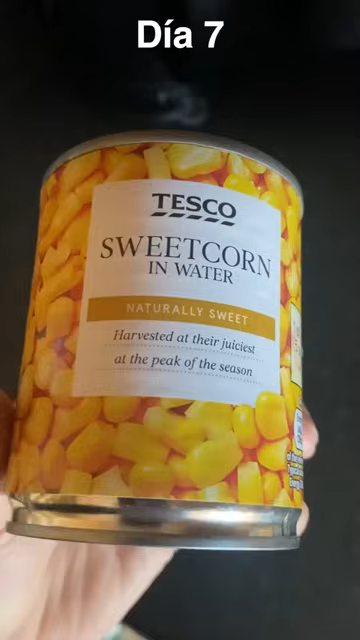 Día 7
TESCO
SWEETCORN
IN WATER
NATURALLY SWEET
Harvested at their juiciest
at the peak of the season